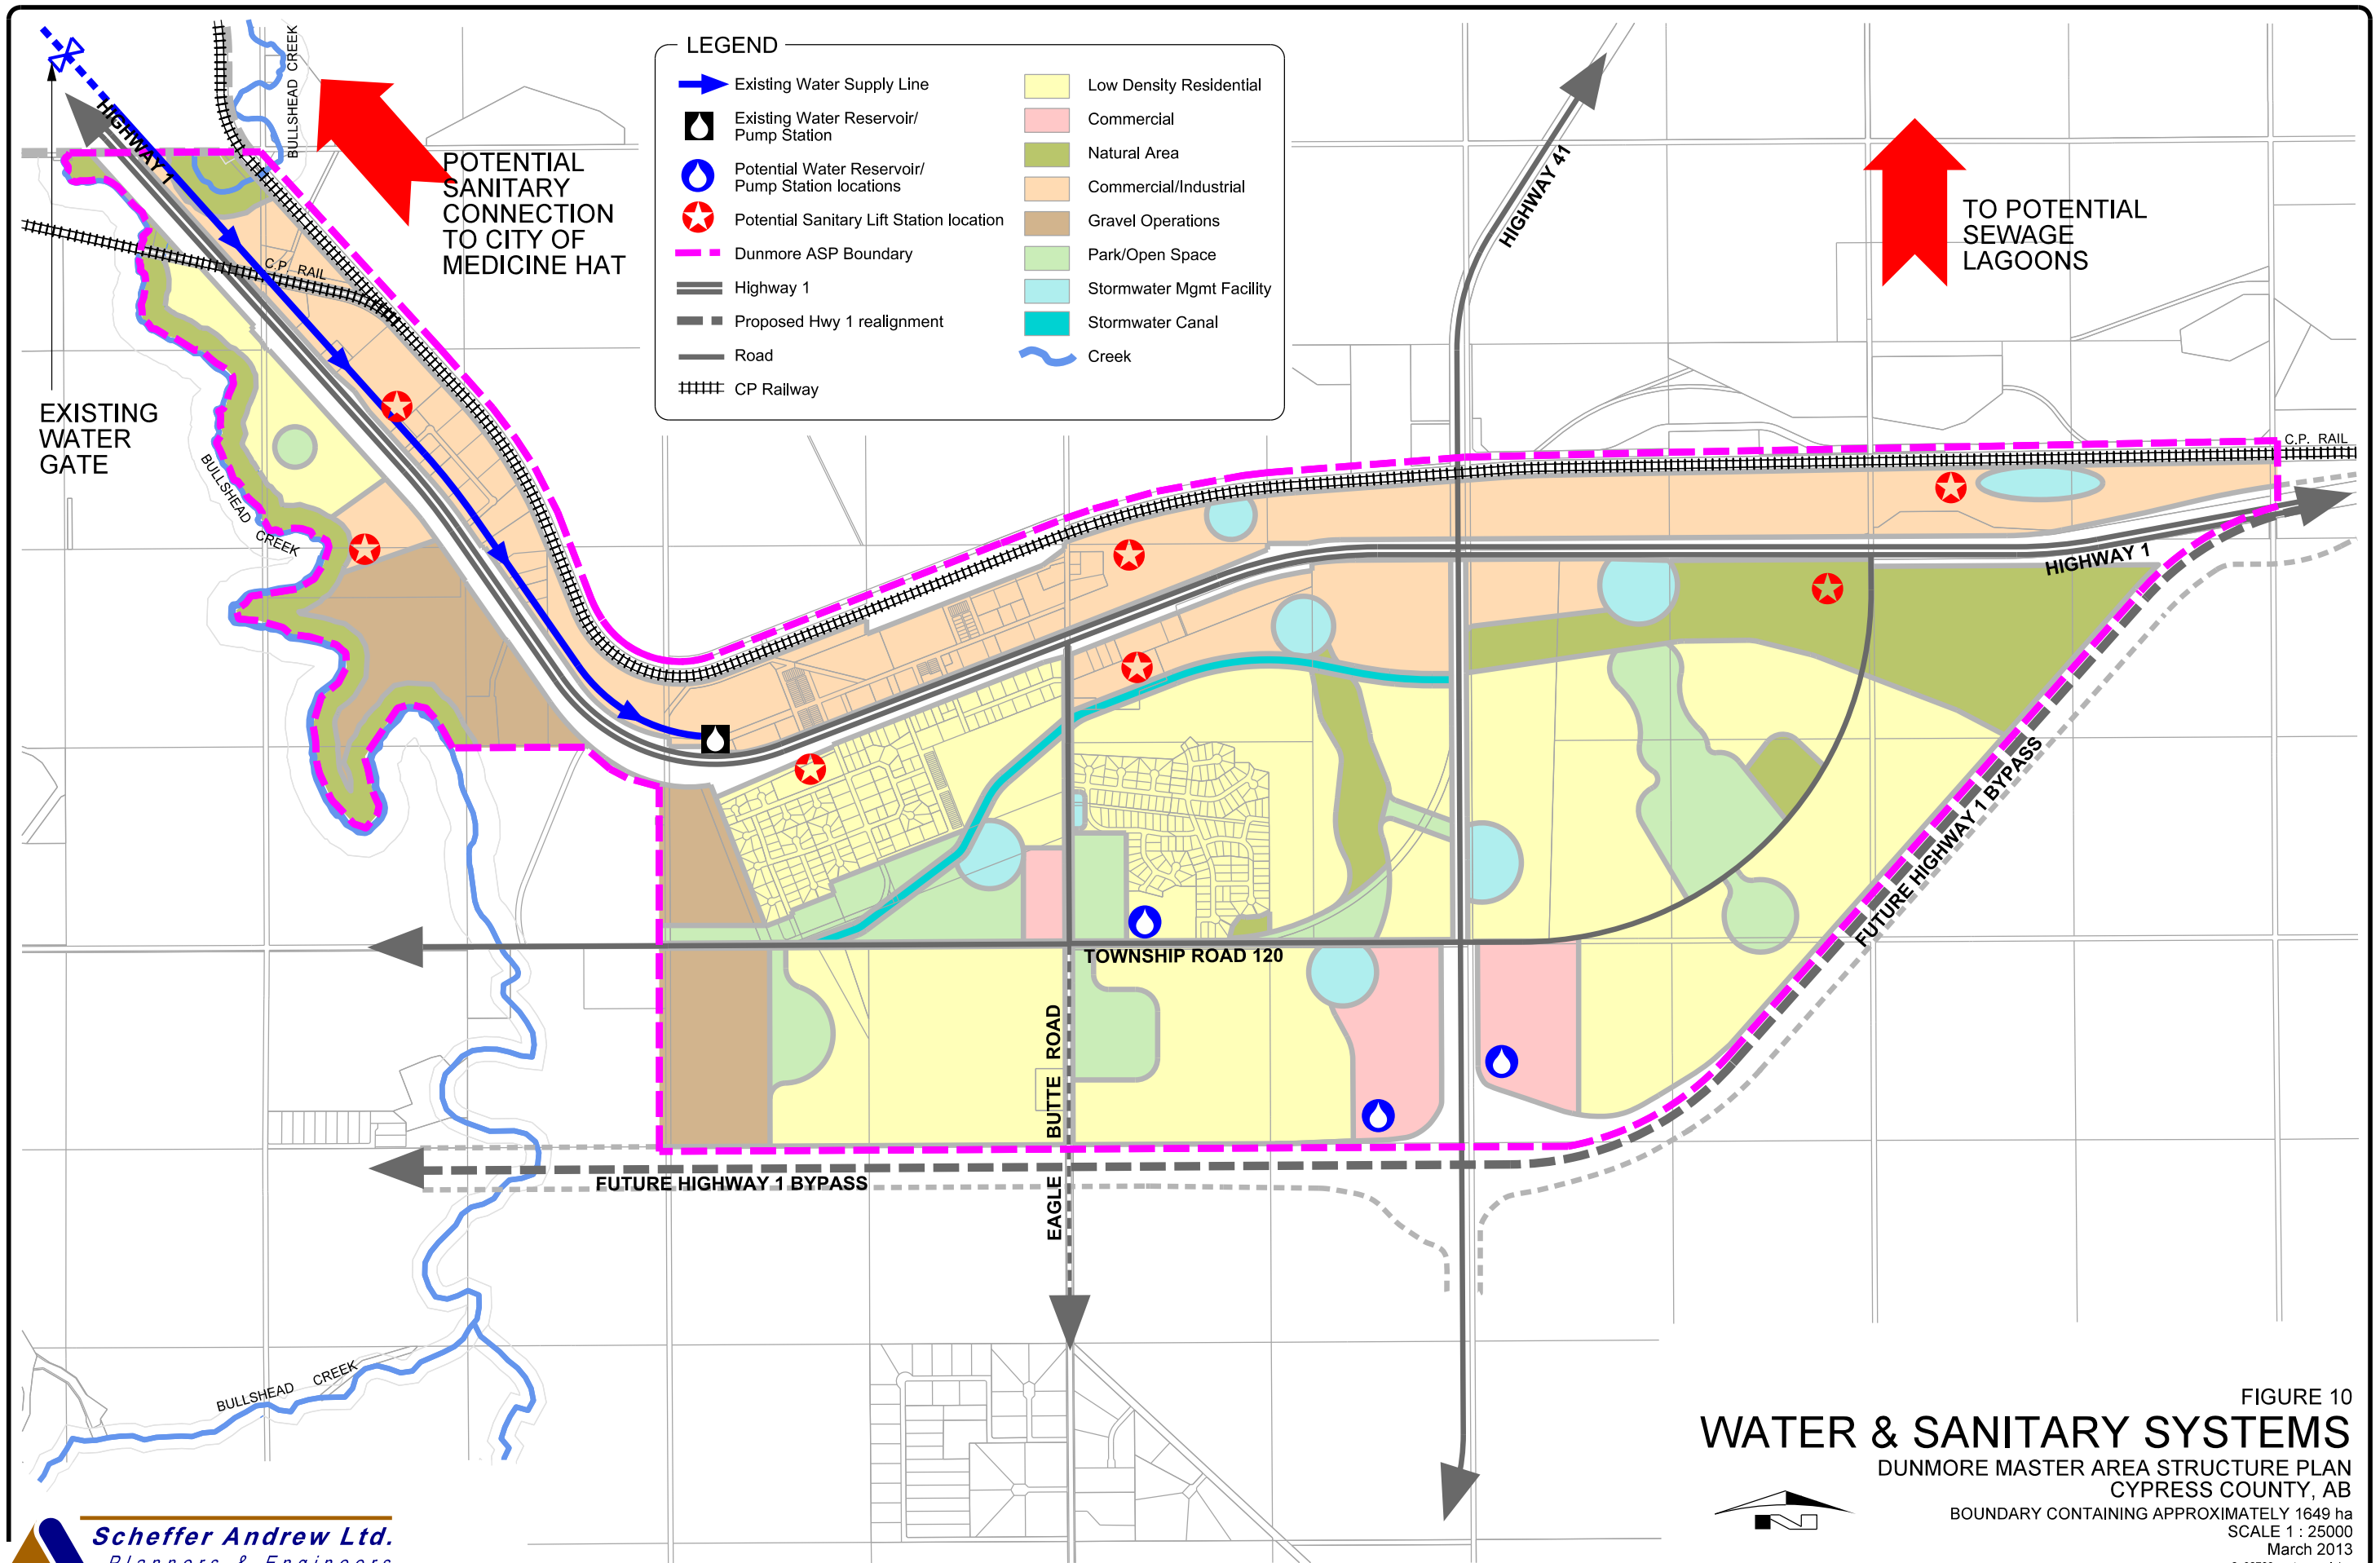 LEGEND
Existing Water Supply Line
Existing Water Reservoir/
Pump Station
Potential Water Reservoir/
Pump Station locations
Potential Sanitary Lift Station location
Dunmore ASP Boundary
Highway 1
Proposed Hwy 1 realignment
Road
CP Railway
Low Density Residential
Commercial
Natural Area
Commercial/Industrial
Gravel Operations
Park/Open Space
Stormwater Mgmt Facility
Stormwater Canal
Creek
BULLSHEAD CREEK
HIGHWAY 1
POTENTIAL
SANITARY
CONNECTION
TO CITY OF
MEDICINE HAT
C.P. RAIL
EXISTING
WATER
GATE
BULLSHEAD
CREEK
HIGHWAY 41
TO POTENTIAL
SEWAGE
LAGOONS
C.P. RAIL
HIGHWAY 1
FUTURE HIGHWAY 1 BYPASS
TOWNSHIP ROAD 120
EAGLE BUTTE ROAD
FUTURE HIGHWAY 1 BYPASS
BULLSHEAD CREEK
FIGURE 10
WATER & SANITARY SYSTEMS
DUNMORE MASTER AREA STRUCTURE PLAN
CYPRESS COUNTY, AB
BOUNDARY CONTAINING APPROXIMATELY 1649 ha
SCALE 1 : 25000
March 2013
N
Scheffer Andrew Ltd.
Planners & Engineers